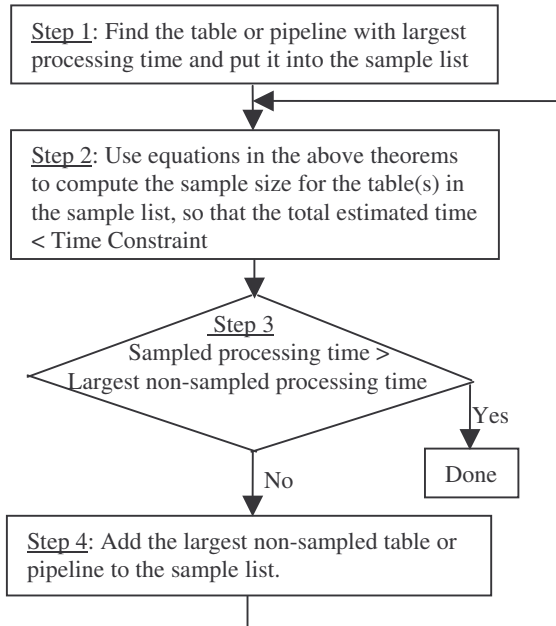 Step 1: Find the table or pipeline with largest
processing time and put it into the sample list
Step 2: Use equations in the above theorems
to compute the sample size for the table(s) in
the sample list, so that the total estimated time
< Time Constraint
Step 3
Sampled processing time >
Largest non-sampled processing time
Yes
Done
No
Step 4: Add the largest non-sampled table or
pipeline to the sample list.